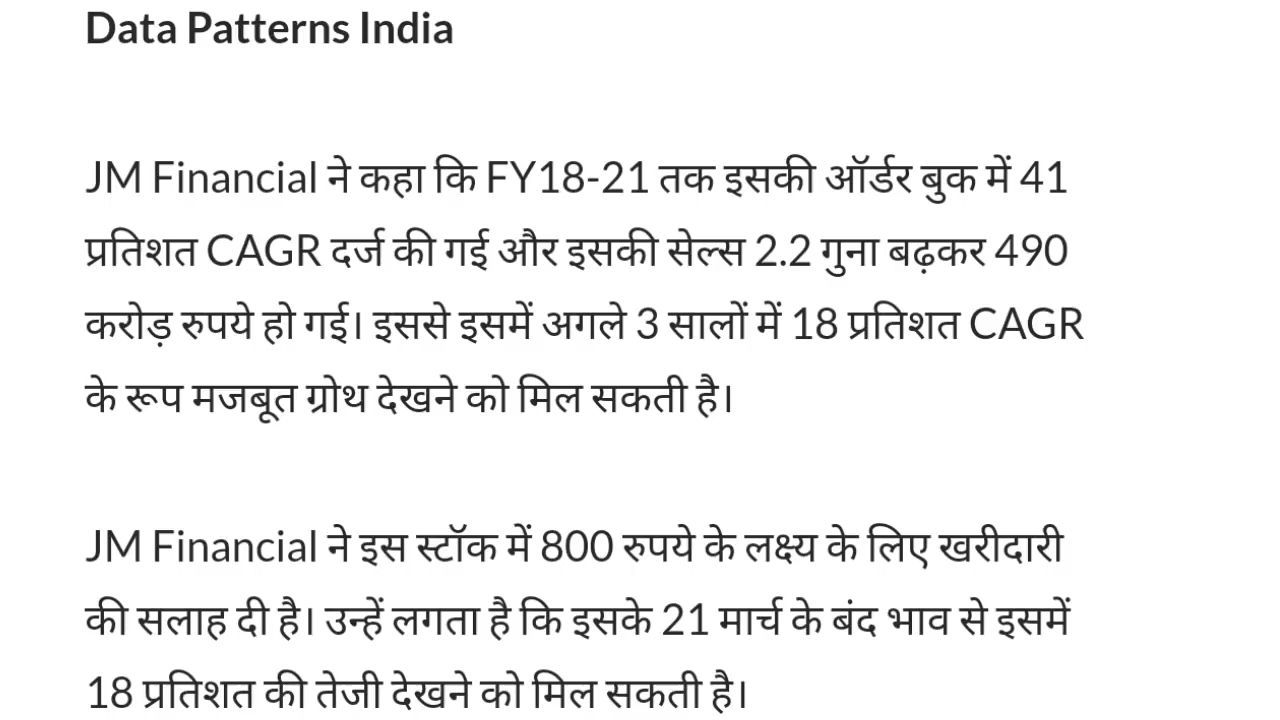 Data Patterns India
JM Financial ने कहा कि FY18-21 तक इसकी ऑर्डर बुक में 41
प्रतिशत CAGR दर्ज की गई और इसकी सेल्स 2.2 गुना बढ़कर 490
करोड़ रुपये हो गई। इससे इसमें अगले 3 सालों में 18 प्रतिशत CAGR
के रूप मजबूत ग्रोथ देखने को मिल सकती है।
JM Financial ने इस स्टॉक में 800 रुपये के लक्ष्य के लिए खरीदारी
की सलाह दी है। उन्हें लगता है कि इसके 21 मार्च के बंद भाव से इसमें
18 प्रतिशत की तेजी देखने को मिल सकती है।